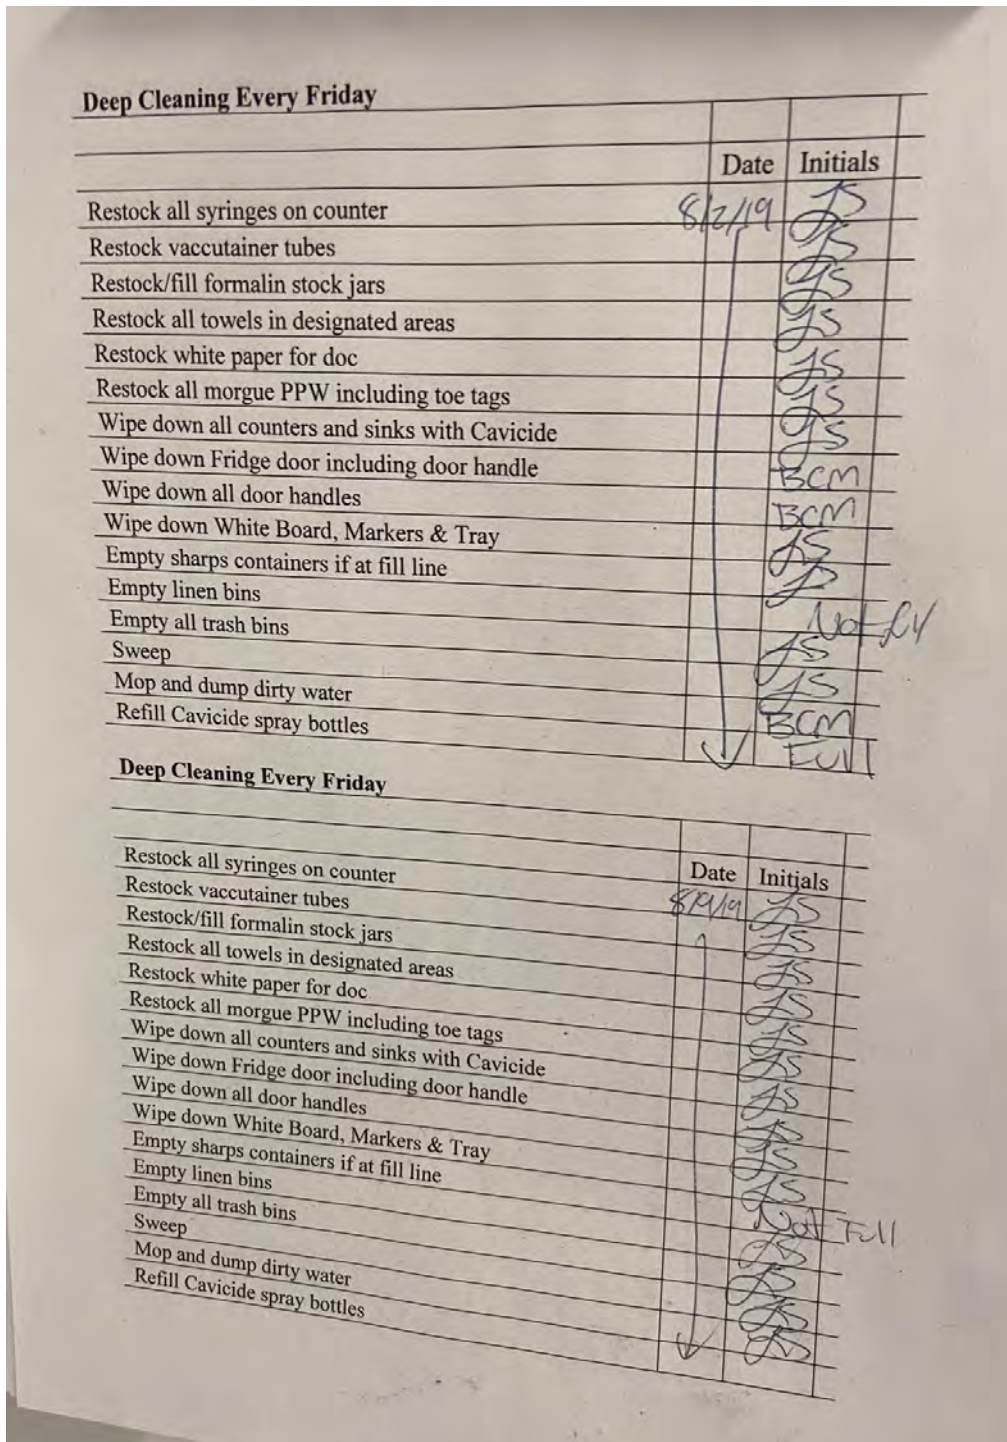 Deep Cleaning Every Friday
Date Initials
Restock all syringes on counter 8/2/19 JS
Restock vaccutainer tubes JS
Restock/fill formalin stock jars JS
Restock all towels in designated areas JS
Restock white paper for doc JS
Restock all morgue PPW including toe tags JS
Wipe down all counters and sinks with Cavicide JS
Wipe down Fridge door including door handle BCM
Wipe down all door handles BCM
Wipe down White Board, Markers & Tray JS
Empty sharps containers if at fill line JS
Empty linen bins Not
Empty all trash bins JS
Sweep JS
Mop and dump dirty water BCM
Refill Cavicide spray bottles Full
Deep Cleaning Every Friday
Date Initials
Restock all syringes on counter 8/9/19 JS
Restock vaccutainer tubes JS
Restock/fill formalin stock jars JS
Restock all towels in designated areas JS
Restock white paper for doc JS
Restock all morgue PPW including toe tags JS
Wipe down all counters and sinks with Cavicide JS
Wipe down Fridge door including door handle JS
Wipe down all door handles JS
Wipe down White Board, Markers & Tray JS
Empty sharps containers if at fill line Not Full
Empty linen bins JS
Empty all trash bins JS
Sweep JS
Mop and dump dirty water JS
Refill Cavicide spray bottles